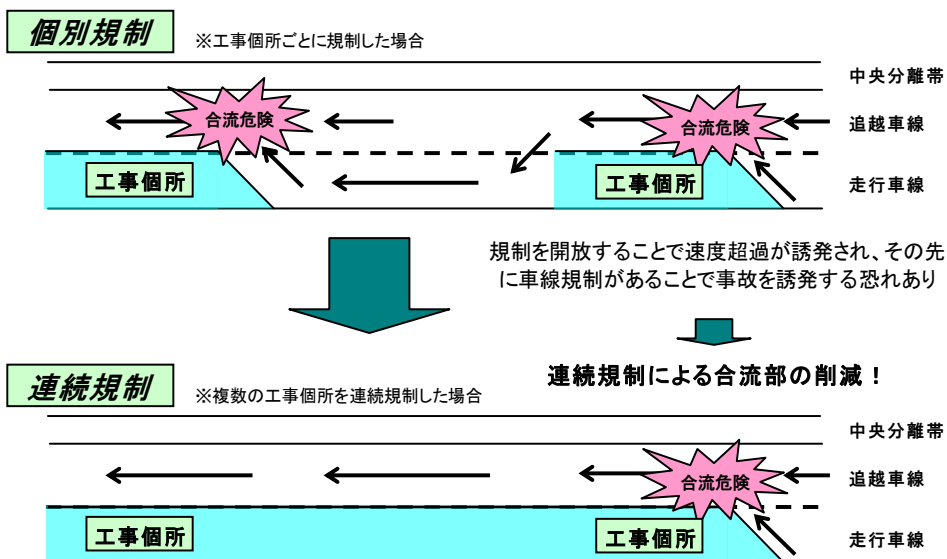 個別規制
※工事個所ごとに規制した場合
中央分離帯
合流危険
合流危険
追越車線
工事個所
工事個所
走行車線
規制を開放することで速度超過が誘発され、その先
に車線規制があることで事故を誘発する恐れあり
連続規制による合流部の削減！
連続規制
※複数の工事個所を連続規制した場合
中央分離帯
合流危険
追越車線
工事個所
工事個所
走行車線